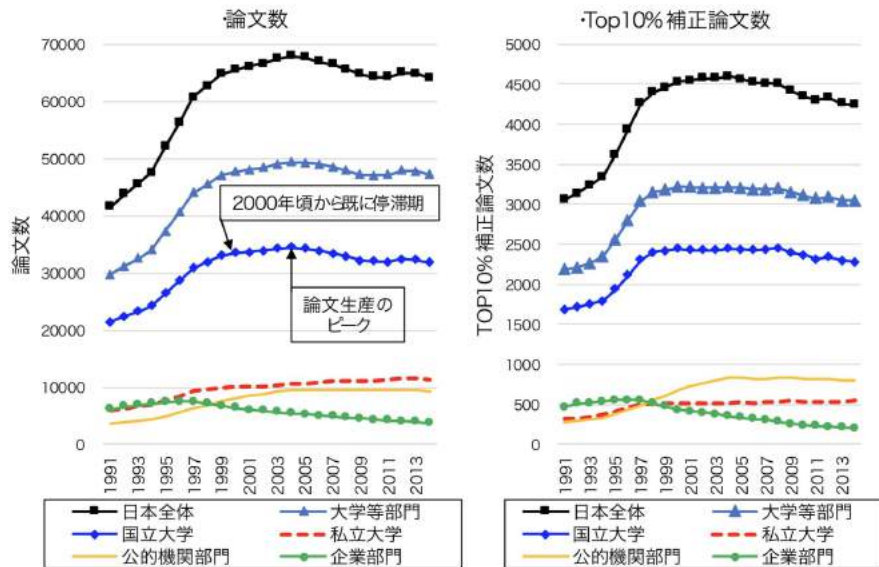 ・論文数
70000
60000
50000
40000
30000
20000
10000
0
論文数
2000年頃から既に停滞期
論文生産の
ピーク
1991
1993
1995
1997
1999
2001
2003
2005
2007
2009
2011
2013
日本全体
大学等部門
国立大学
私立大学
公的機関部門
企業部門
・Top10% 補正論文数
5000
4500
4000
3500
3000
2500
2000
1500
1000
500
0
TOP10% 補正論文数
1991
1993
1995
1997
1999
2001
2003
2005
2007
2009
2011
2013
日本全体
大学等部門
国立大学
私立大学
公的機関部門
企業部門